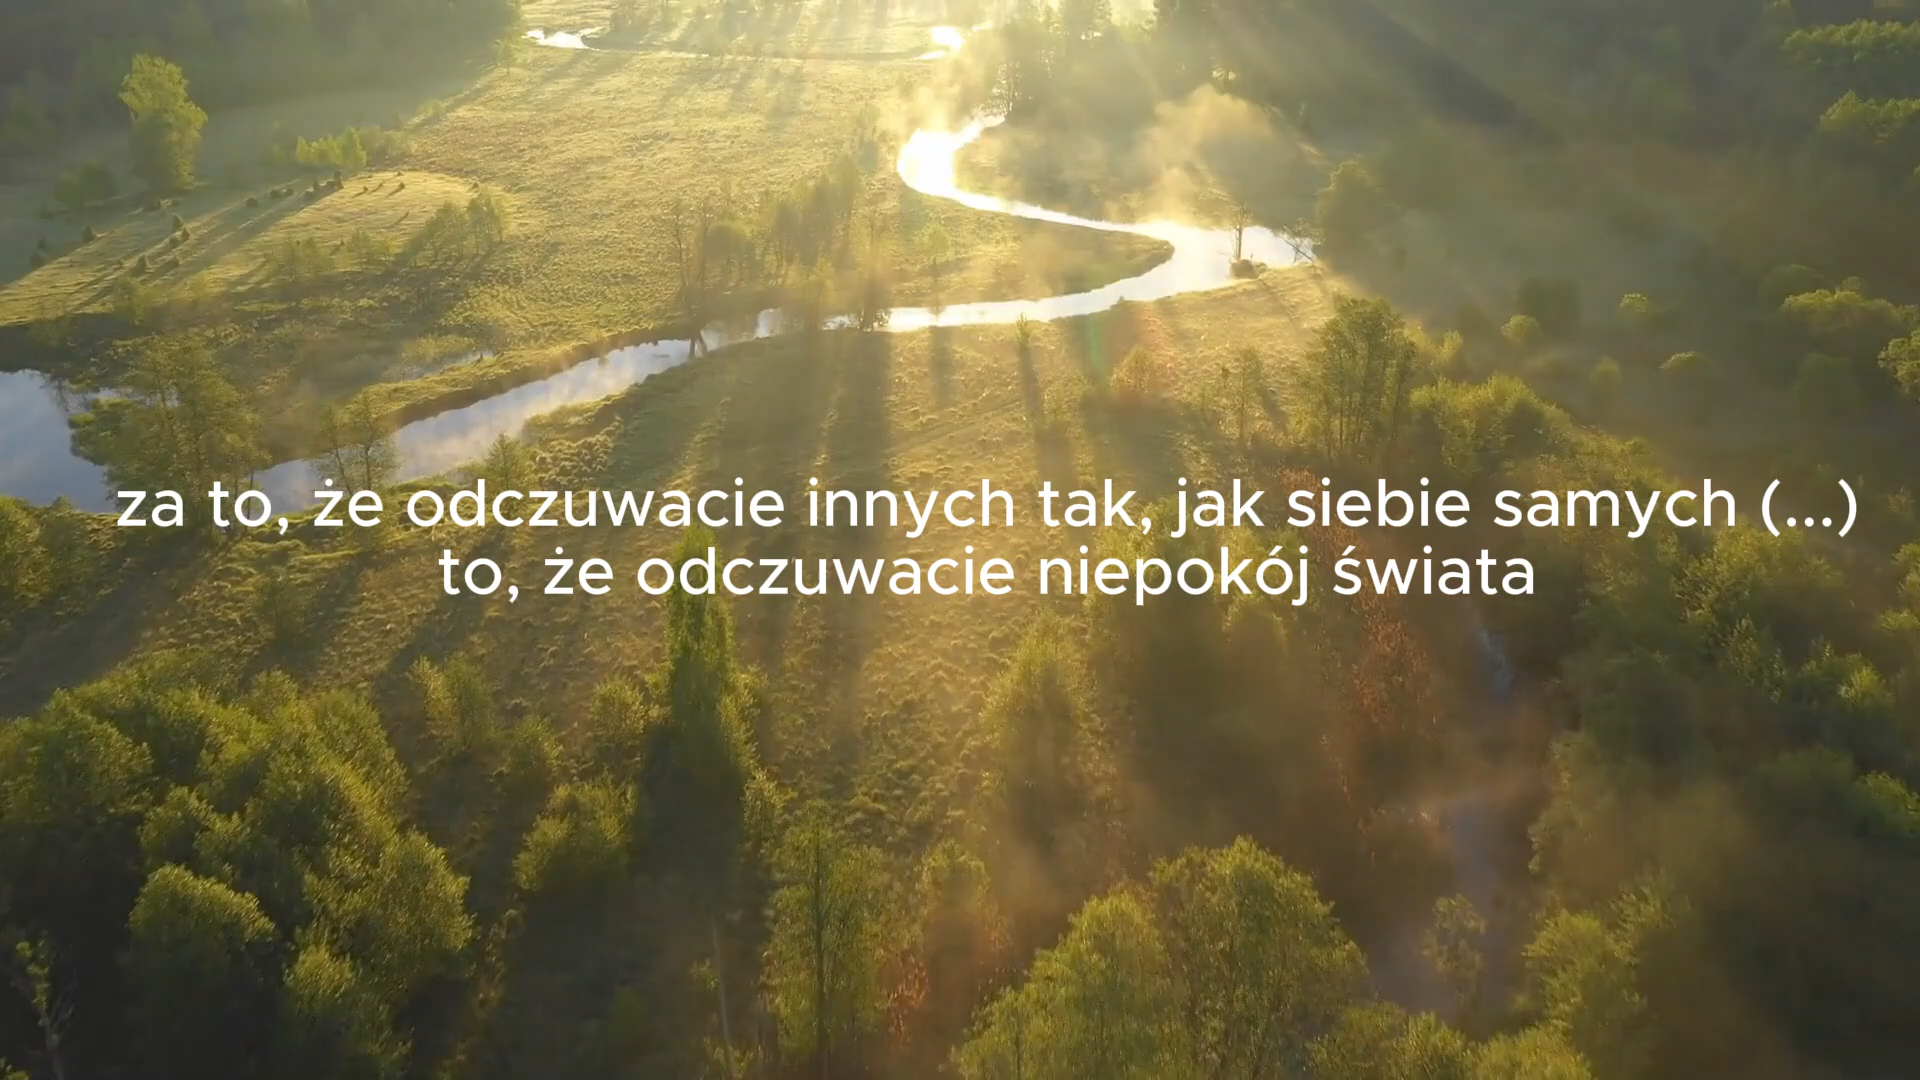 za to, że odczuwacie innych tak, jak siebie samych (...)
to, że odczuwacie niepokój świata